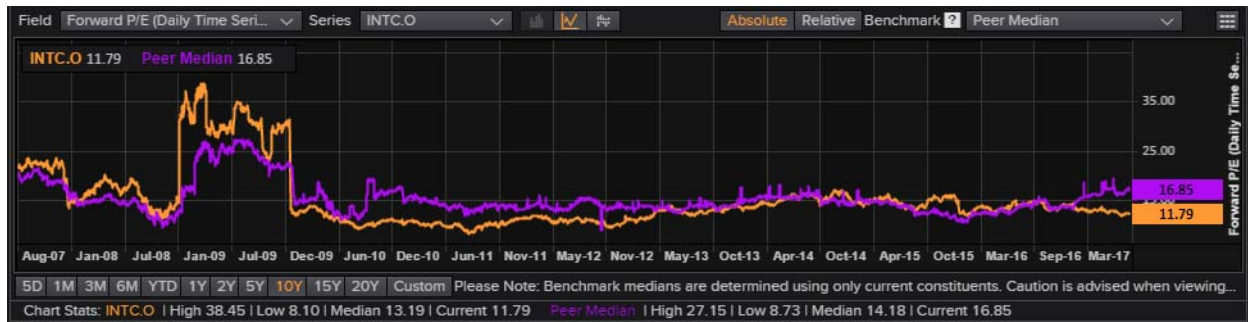 Field Forward P/E (Daily Time Seri... Series INTC.O Absolute Relative Benchmark ? Peer Median
INTC.O 11.79 Peer Median 16.85
35.00
25.00
16.85
11.79
Forward P/E (Daily Time Se...
Aug-07 Jan-08 Jul-08 Jan-09 Jul-09 Dec-09 Jun-10 Dec-10 Jun-11 Nov-11 May-12 Nov-12 May-13 Oct-13 Apr-14 Oct-14 Apr-15 Oct-15 Mar-16 Sep-16 Mar-17
5D 1M 3M 6M YTD 1Y 2Y 5Y 10Y 15Y 20Y Custom Please Note: Benchmark medians are determined using only current constituents. Caution is advised when viewing...
Chart Stats: INTC.O | High 38.45 | Low 8.10 | Median 13.19 | Current 11.79 Peer Median | High 27.15 | Low 8.73 | Median 14.18 | Current 16.85